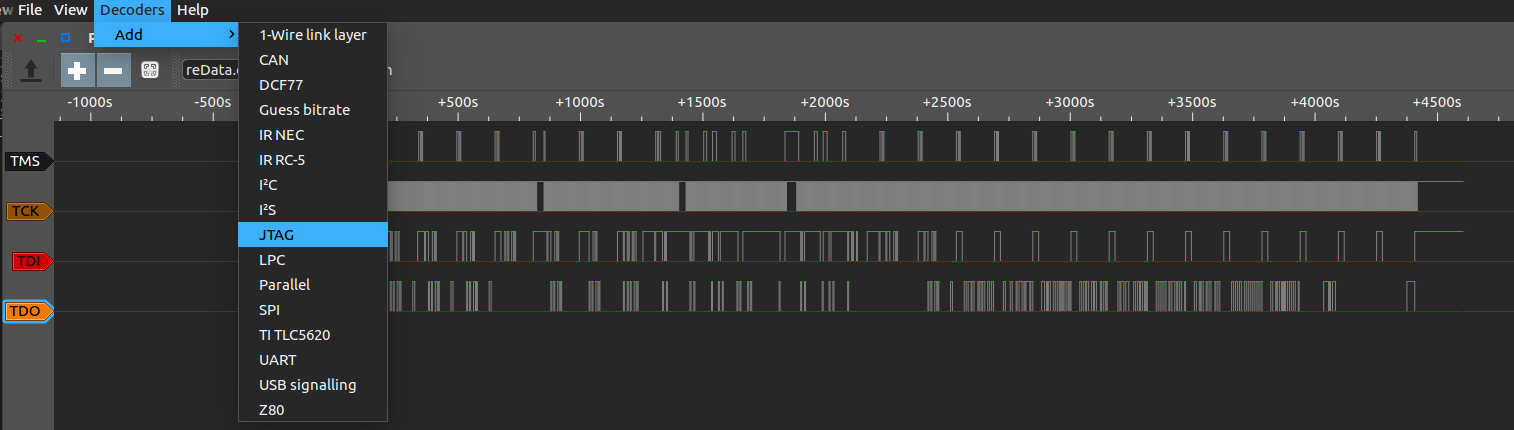 ew File View Decoders Help
Add
1-Wire link layer
CAN
DCF77
reData.
n
Guess bitrate
-1000s -500s +500s +1000s +1500s +2000s +2500s +3000s +3500s +4000s +4500s
IR NEC
IR RC-5
TMS
I²C
I²S
TCK
JTAG
LPC
TDI
Parallel
SPI
TDO
TI TLC5620
UART
USB signalling
Z80